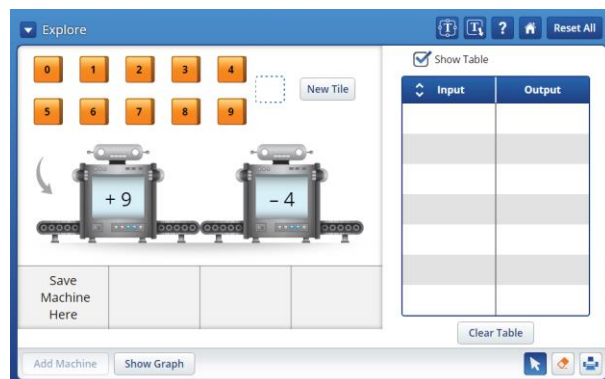 Explore
T T ? Reset All
0 1 2 3 4
5 6 7 8 9
New Tile
+ 9
– 4
Save
Machine
Here
Add Machine
Show Graph
Show Table
Input Output
Clear Table